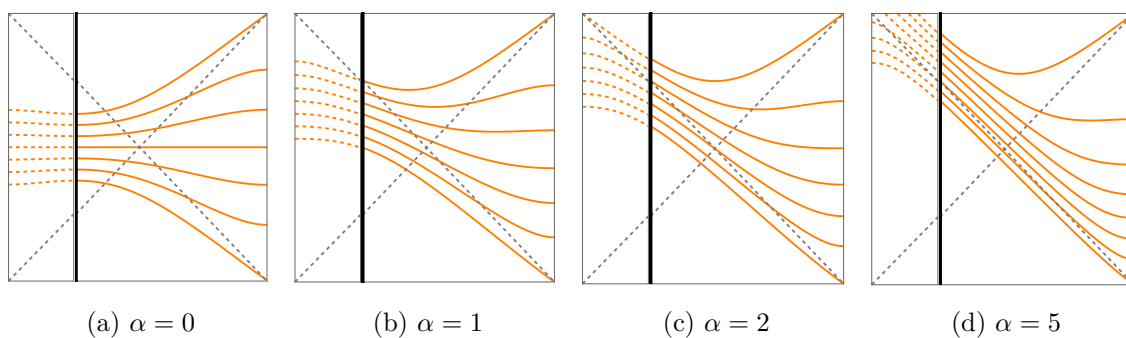 (a) α = 0
(b) α = 1
(c) α = 2
(d) α = 5